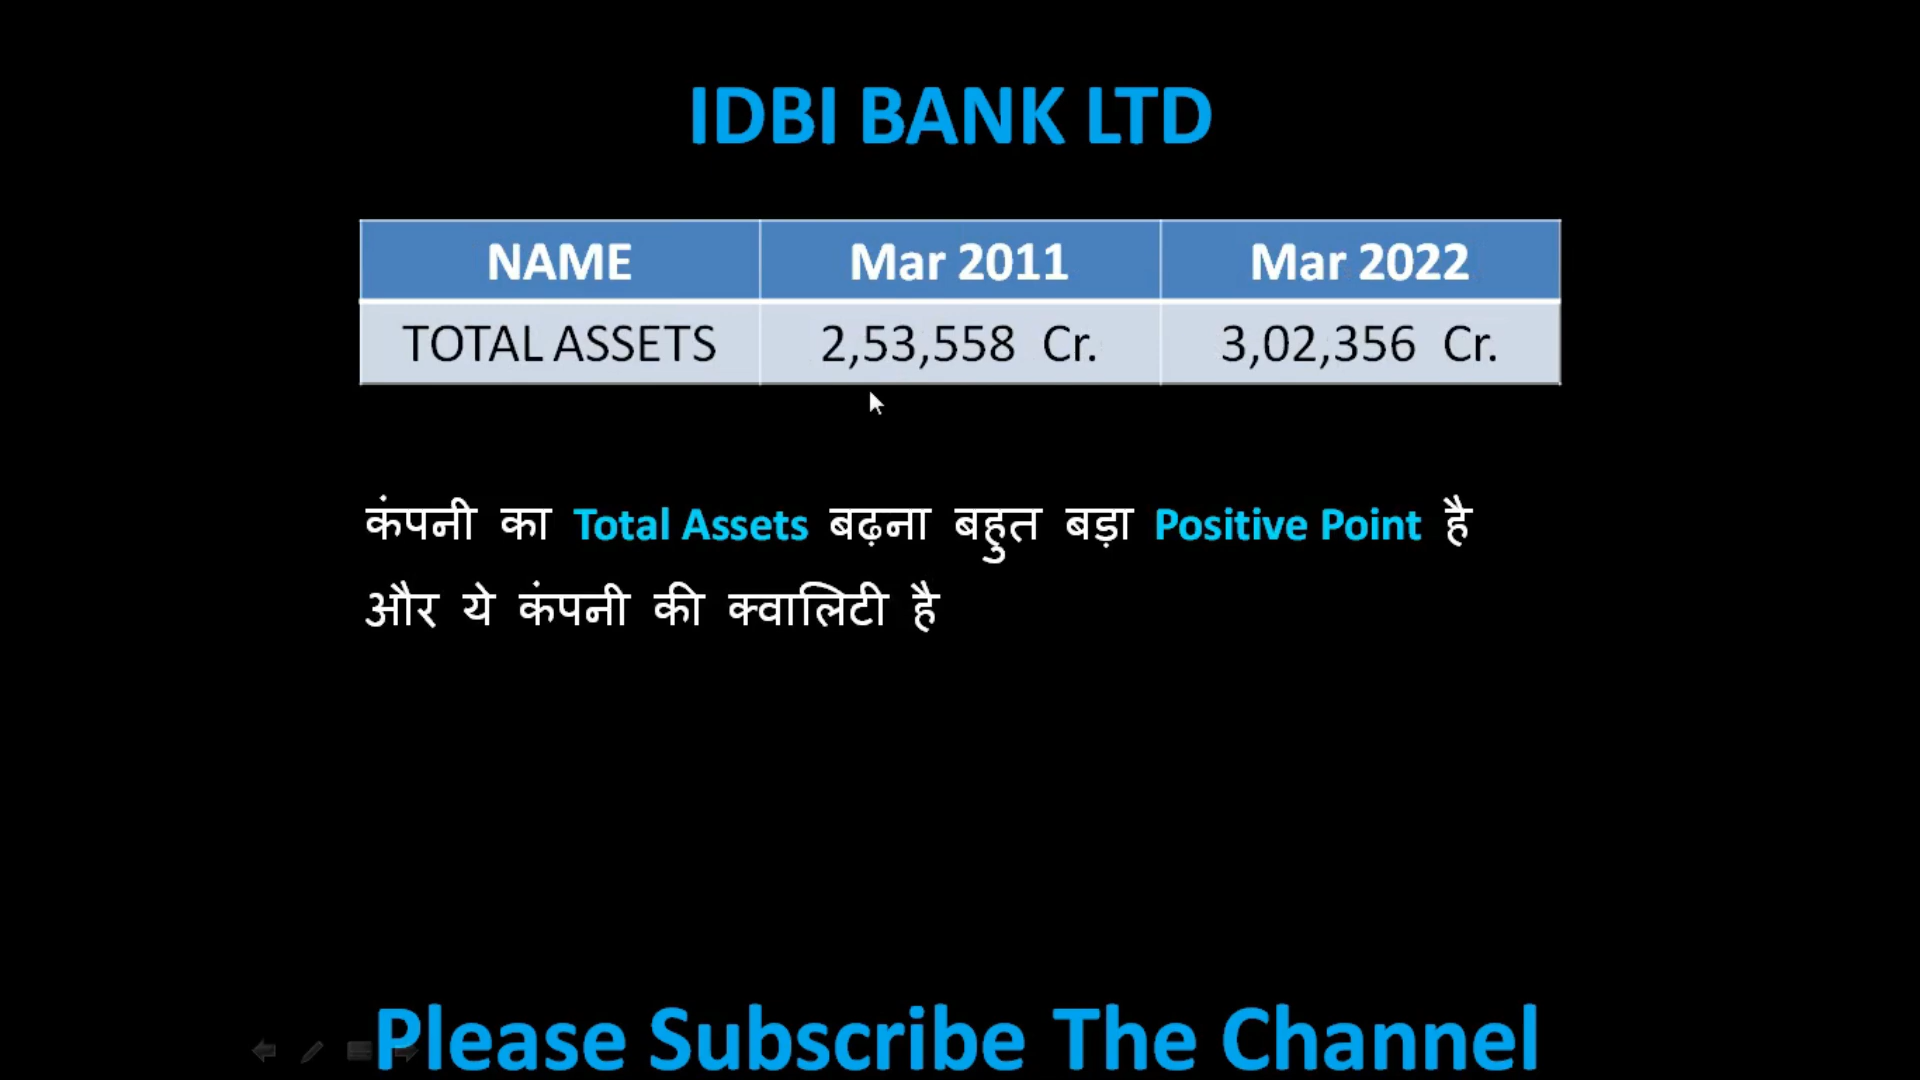 IDBI BANK LTD
NAME Mar 2011 Mar 2022
TOTAL ASSETS 2,53,558 Cr. 3,02,356 Cr.
कंपनी का Total Assets बढ़ना बहुत बड़ा Positive Point है
और ये कंपनी की क्वालिटी है
Please Subscribe The Channel